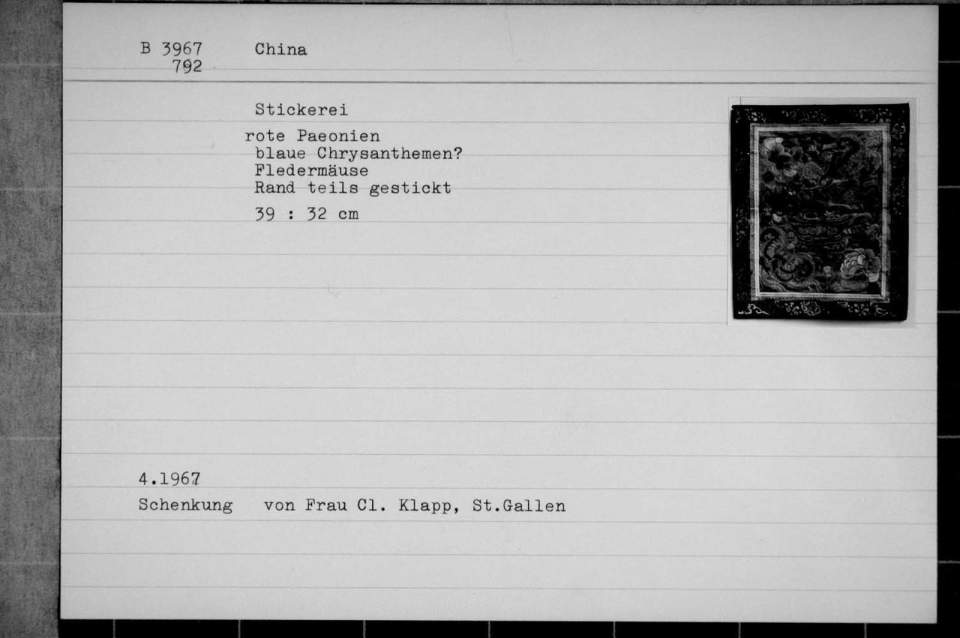 B 3967 China
792
Stickerei
rote Paeonien
blaue Chrysanthemen?
Fledermäuse
Rand teils gestickt
39 : 32 cm
4.1967
Schenkung von Frau Cl. Klapp, St.Gallen